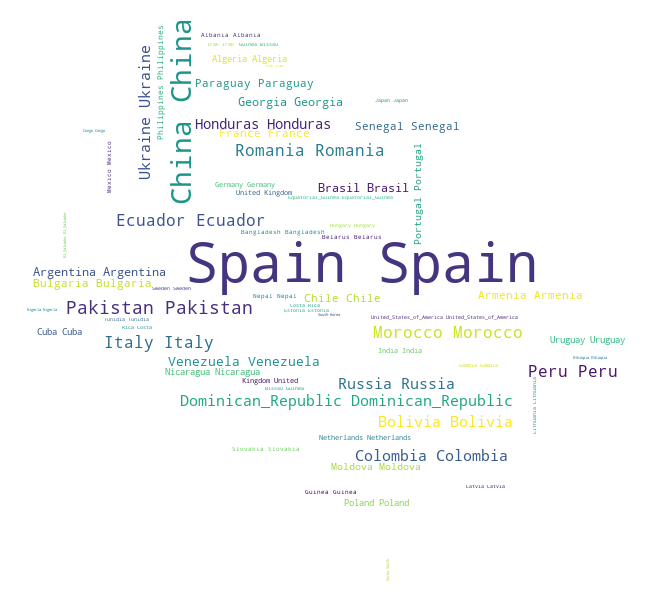 Albania Albania
Guinea Bissau
Algeria Algeria
China China
Ukraine Ukraine
Philippines Philippines
Paraguay Paraguay
Georgia Georgia
Japan Japan
Honduras Honduras
Senegal Senegal
France France
Congo Congo
Romania Romania
Mexico Mexico
Portugal Portugal
Germany Germany
Brasil Brasil
United Kingdom
Equatorial_Guinea Equatorial_Guinea
Ecuador Ecuador
Hungary Hungary
Bangladesh Bangladesh
Belarus Belarus
Spain Spain
Argentina Argentina
Bulgaria Bulgaria
Sweden Sweden
Nepal Nepal
Chile Chile
Armenia Armenia
Pakistan Pakistan
Nigeria Nigeria
Costa Rica
Estonia Estonia
South Korea
United_States_of_America United_States_of_America
Tunidia Tunidia
Rica Costa
Cuba Cuba
Morocco Morocco
Italy Italy
Uruguay Uruguay
India India
Venezuela Venezuela
Ethiopia Ethiopia
Nicaragua Nicaragua
Peru Peru
Kingdom United
Russia Russia
Bissau Guinea
Lithuania Lithuania
Dominican_Republic Dominican_Republic
Bolivia Bolivia
Netherlands Netherlands
Slovakia Slovakia
Colombia Colombia
Moldova Moldova
Latvia Latvia
Guinea Guinea
Poland Poland